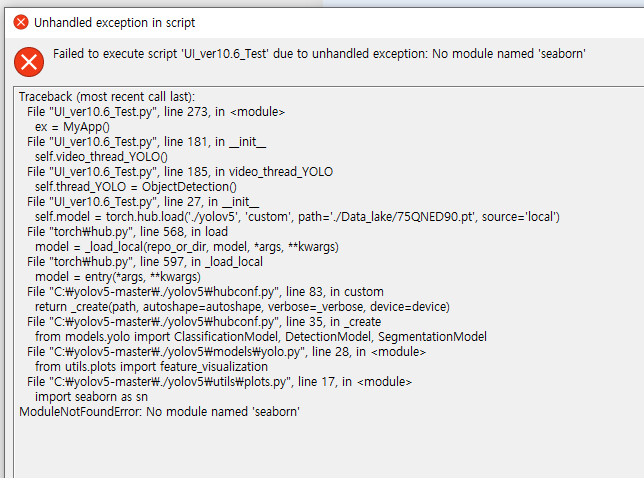 Unhandled exception in script
Failed to execute script 'UI_ver10.6_Test' due to unhandled exception: No module named 'seaborn'
Traceback (most recent call last):
File "UI_ver10.6_Test.py", line 273, in <module>
ex = MyApp()
File "UI_ver10.6_Test.py", line 181, in __init__
self.video_thread_YOLO()
File "UI_ver10.6_Test.py", line 185, in video_thread_YOLO
self.thread_YOLO = ObjectDetection()
File "UI_ver10.6_Test.py", line 27, in __init__
self.model = torch.hub.load('./yolov5', 'custom', path='./Data_lake/75QNED90.pt', source='local')
File "torch₩hub.py", line 568, in load
model = _load_local(repo_or_dir, model, *args, **kwargs)
File "torch₩hub.py", line 597, in _load_local
model = entry(*args, **kwargs)
File "C:₩yolov5-master₩./yolov5₩hubconf.py", line 83, in custom
return _create(path, autoshape=autoshape, verbose=_verbose, device=device)
File "C:₩yolov5-master₩./yolov5₩hubconf.py", line 35, in _create
from models.yolo import ClassificationModel, DetectionModel, SegmentationModel
File "C:₩yolov5-master₩./yolov5₩models₩yolo.py", line 28, in <module>
from utils.plots import feature_visualization
File "C:₩yolov5-master₩./yolov5₩utils₩plots.py", line 17, in <module>
import seaborn as sn
ModuleNotFoundError: No module named 'seaborn'